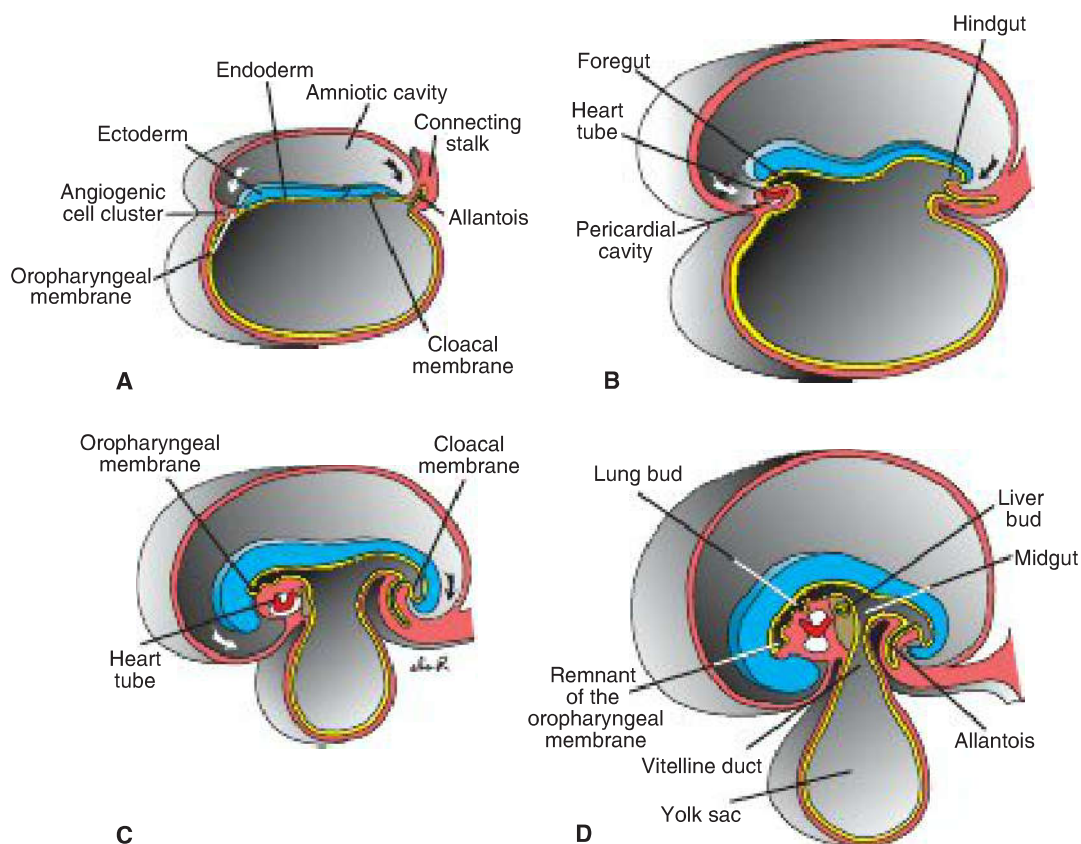 Endoderm
Amniotic cavity
Ectoderm
Connecting
stalk
Angiogenic
cell cluster
Allantois
Oropharyngeal
membrane
Cloacal
membrane
A
Hindgut
Foregut
Heart
tube
Pericardial
cavity
B
Oropharyngeal
membrane
Cloacal
membrane
Heart
tube
C
Lung bud
Liver
bud
Midgut
Remnant
of the
oropharyngeal
membrane
Allantois
Vitelline duct
Yolk sac
D